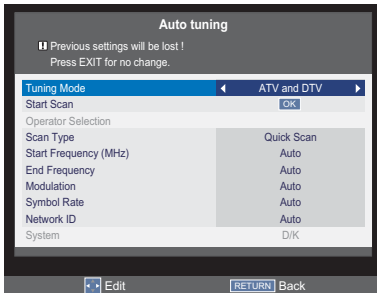 Auto tuning
Previous settings will be lost !
Press EXIT for no change.
Tuning Mode ATV and DTV
Start Scan OK
Operator Selection
Scan Type Quick Scan
Start Frequency (MHz) Auto
End Frequency Auto
Modulation Auto
Symbol Rate Auto
Network ID Auto
System D/K
Edit RETURN Back